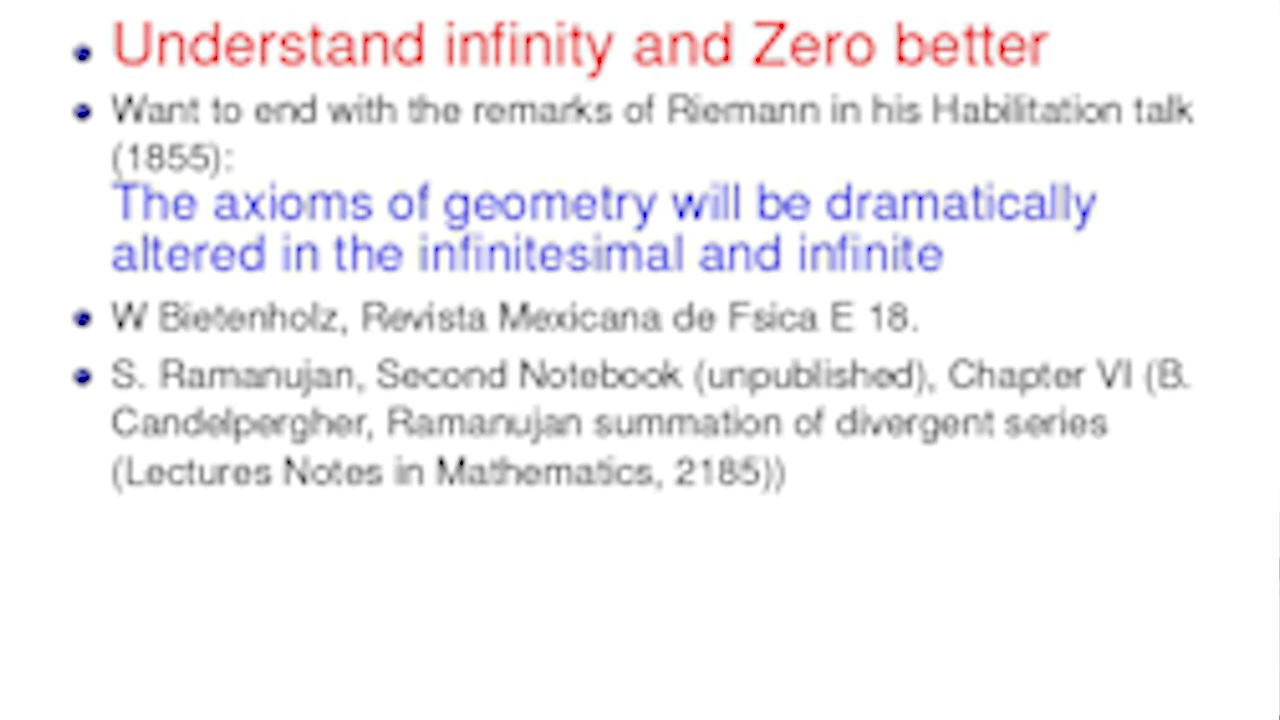 Understand infinity and Zero better
Want to end with the remarks of Riemann in his Habilitation talk
(1855):
The axioms of geometry will be dramatically
altered in the infinitesimal and infinite
W Bietenholz, Revista Mexicana de Fsica E 18.
S. Ramanujan, Second Notebook (unpublished), Chapter VI (B.
Candelpergher, Ramanujan summation of divergent series
(Lectures Notes in Mathematics, 2185))